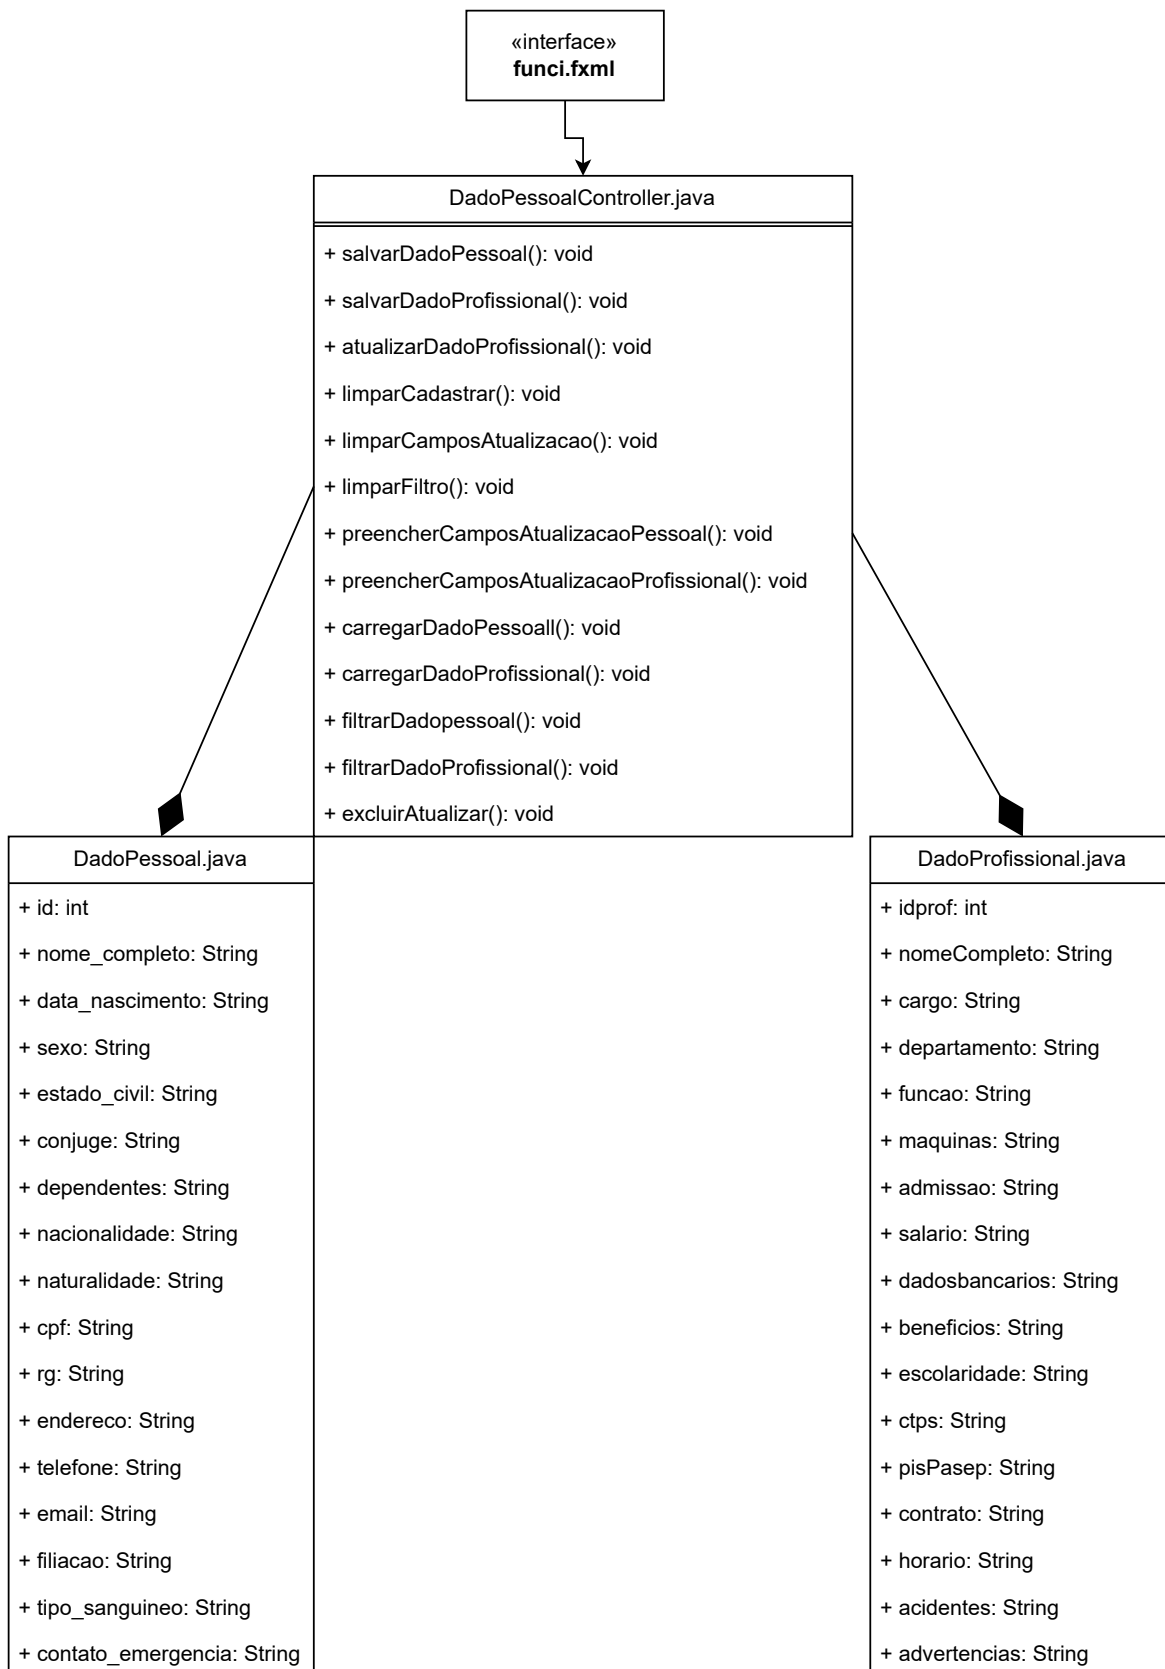 «interface»
funci.fxml
DadoPessoalController.java
+ salvarDadoPessoal(): void
+ salvarDadoProfissional(): void
+ atualizarDadoProfissional(): void
+ limparCadastrar(): void
+ limparCamposAtualizacao(): void
+ limparFiltro(): void
+ preencherCamposAtualizacaoPessoal(): void
+ preencherCamposAtualizacaoProfissional(): void
+ carregarDadoPessoall(): void
+ carregarDadoProfissional(): void
+ filtrarDadopessoal(): void
+ filtrarDadoProfissional(): void
+ excluirAtualizar(): void
DadoPessoal.java
+ id: int
+ nome_completo: String
+ data_nascimento: String
+ sexo: String
+ estado_civil: String
+ conjuge: String
+ dependentes: String
+ nacionalidade: String
+ naturalidade: String
+ cpf: String
+ rg: String
+ endereco: String
+ telefone: String
+ email: String
+ filiacao: String
+ tipo_sanguineo: String
+ contato_emergencia: String
DadoProfissional.java
+ idprof: int
+ nomeCompleto: String
+ cargo: String
+ departamento: String
+ funcao: String
+ maquinas: String
+ admissao: String
+ salario: String
+ dadosbancarios: String
+ beneficios: String
+ escolaridade: String
+ ctps: String
+ pisPasep: String
+ contrato: String
+ horario: String
+ acidentes: String
+ advertencias: String